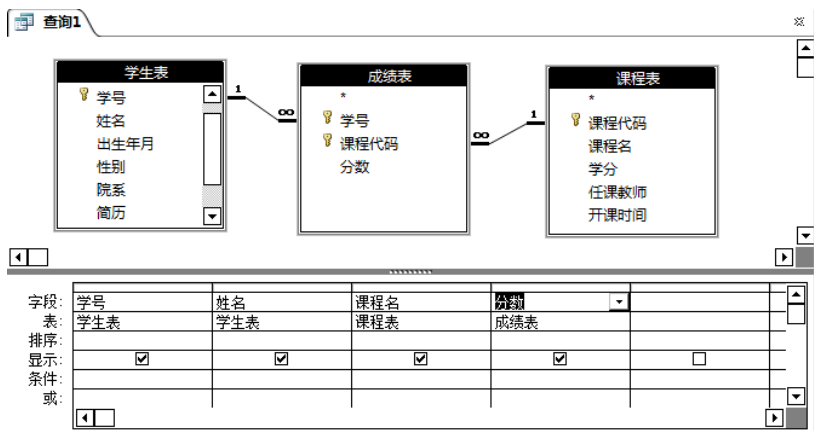 查询1
学生表
学号
姓名
出生年月
性别
院系
简历
1
∞
成绩表
*
学号
课程代码
分数
∞
1
课程表
*
课程代码
课程名
学分
任课教师
开课时间
字段: 学号 姓名 课程名 分数
表: 学生表 学生表 课程表 成绩表
排序:
显示:
条件:
或: